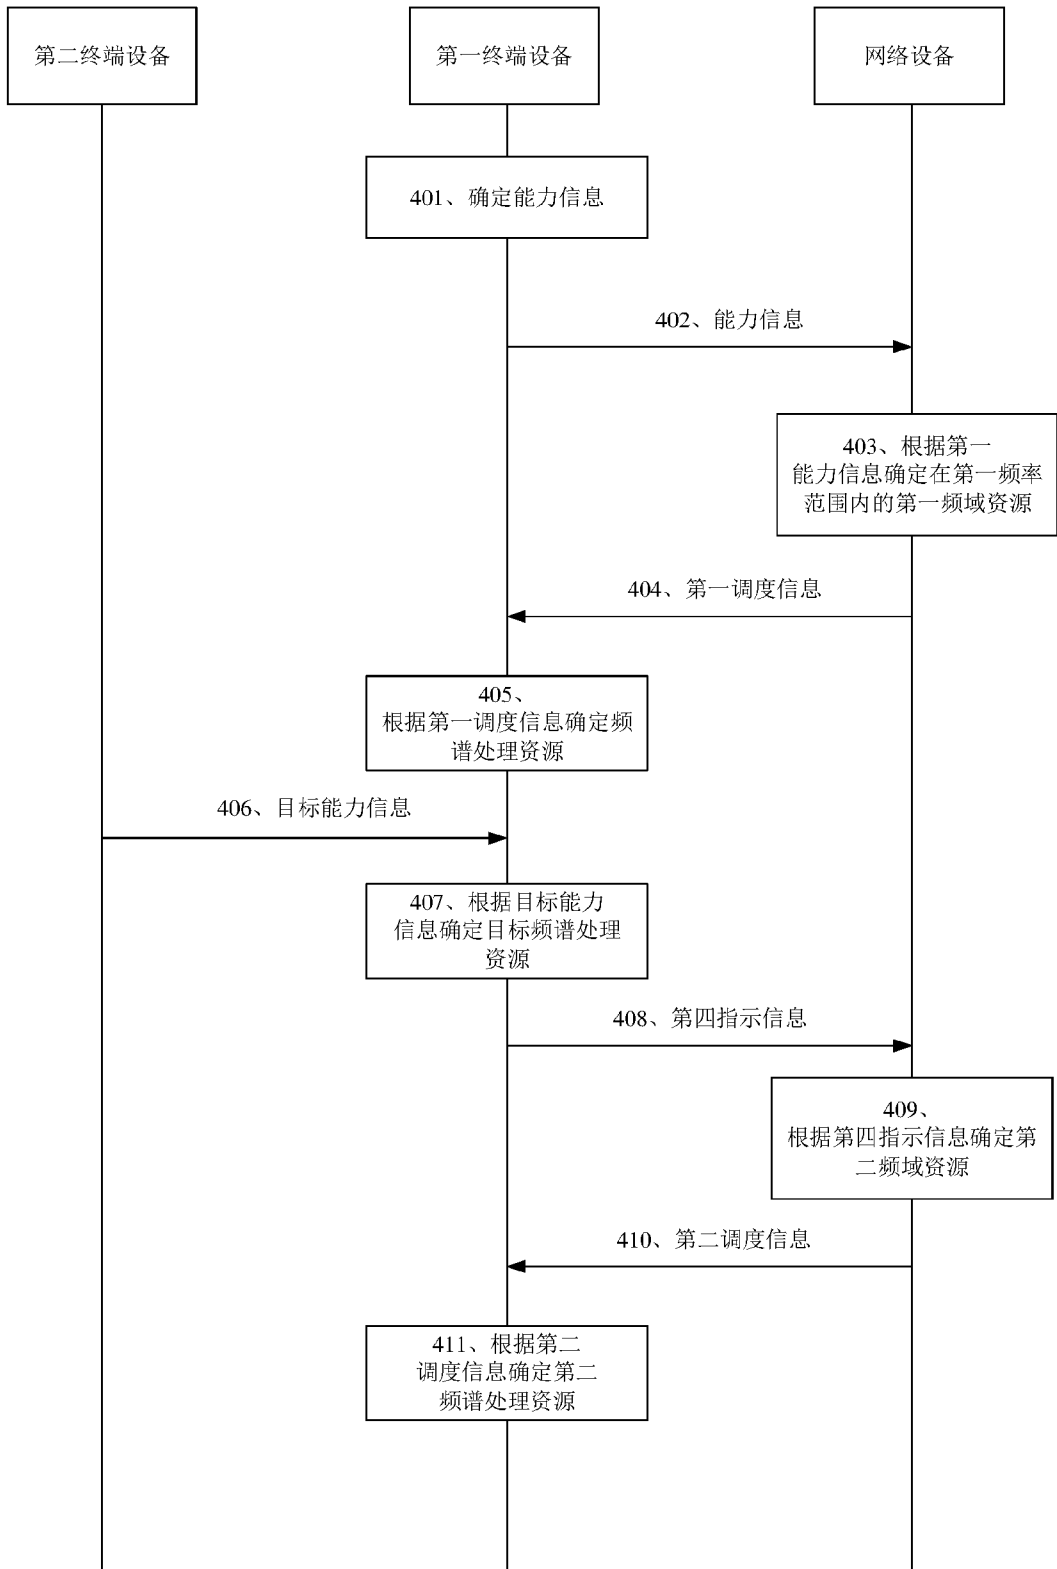 第二终端设备
第一终端设备
网络设备
401、确定能力信息
402、能力信息
403、根据第一
能力信息确定在第一频率
范围内的第一频域资源
404、第一调度信息
405、
根据第一调度信息确定频
谱处理资源
406、目标能力信息
407、根据目标能力
信息确定目标频谱处理
资源
408、第四指示信息
409、
根据第四指示信息确定第
二频域资源
410、第二调度信息
411、根据第二
调度信息确定第二
频谱处理资源